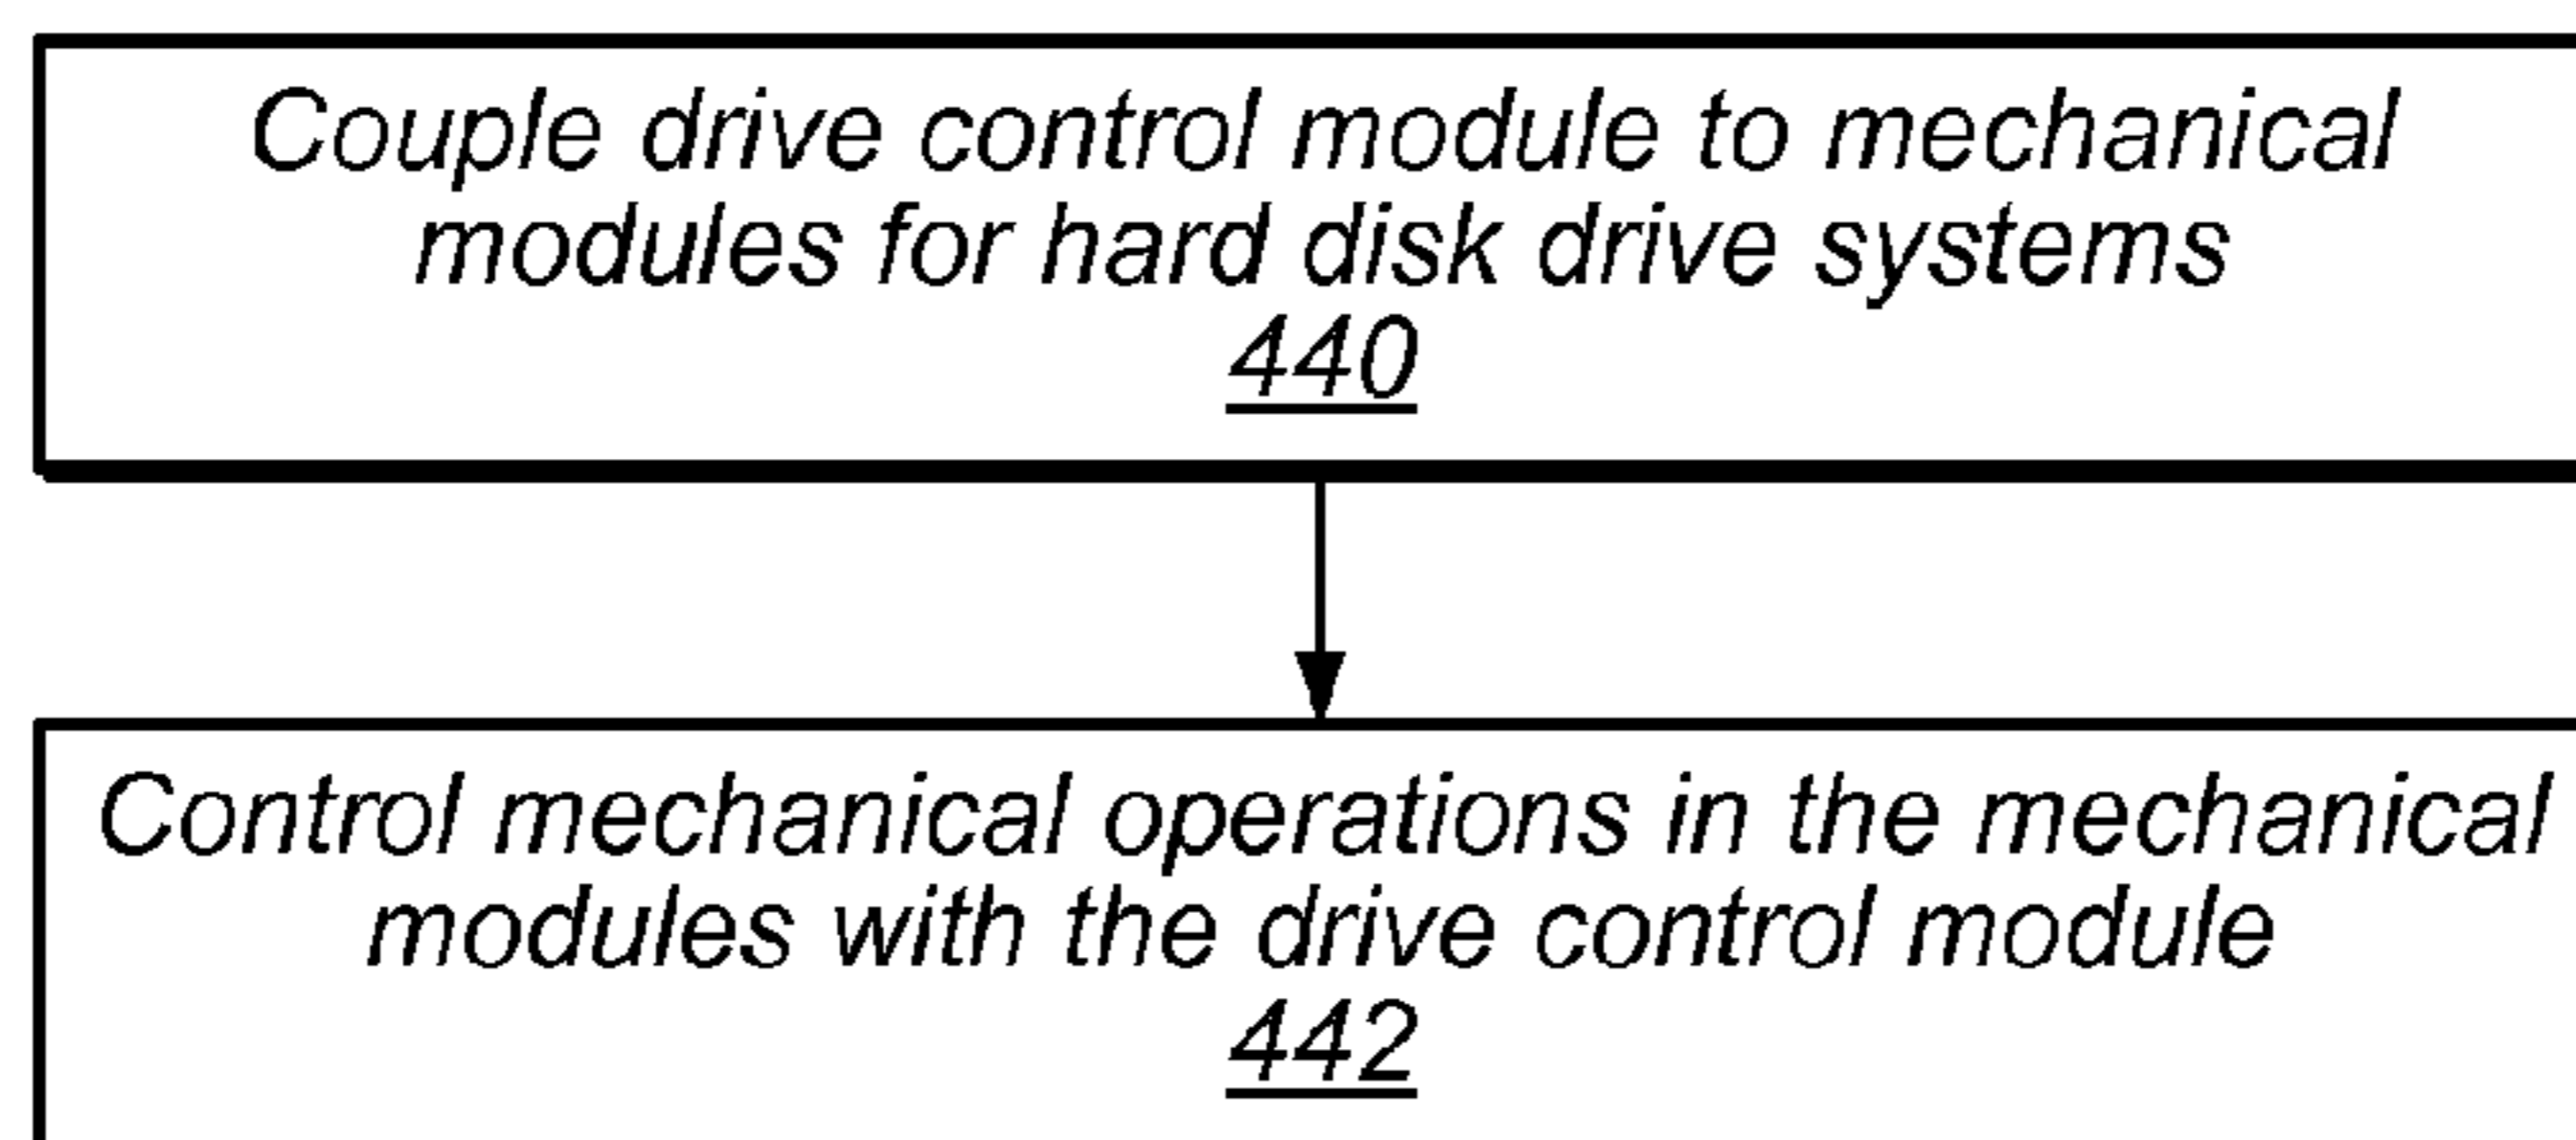 Couple drive control module to mechanical
modules for hard disk drive systems
440
Control mechanical operations in the mechanical
modules with the drive control module
442